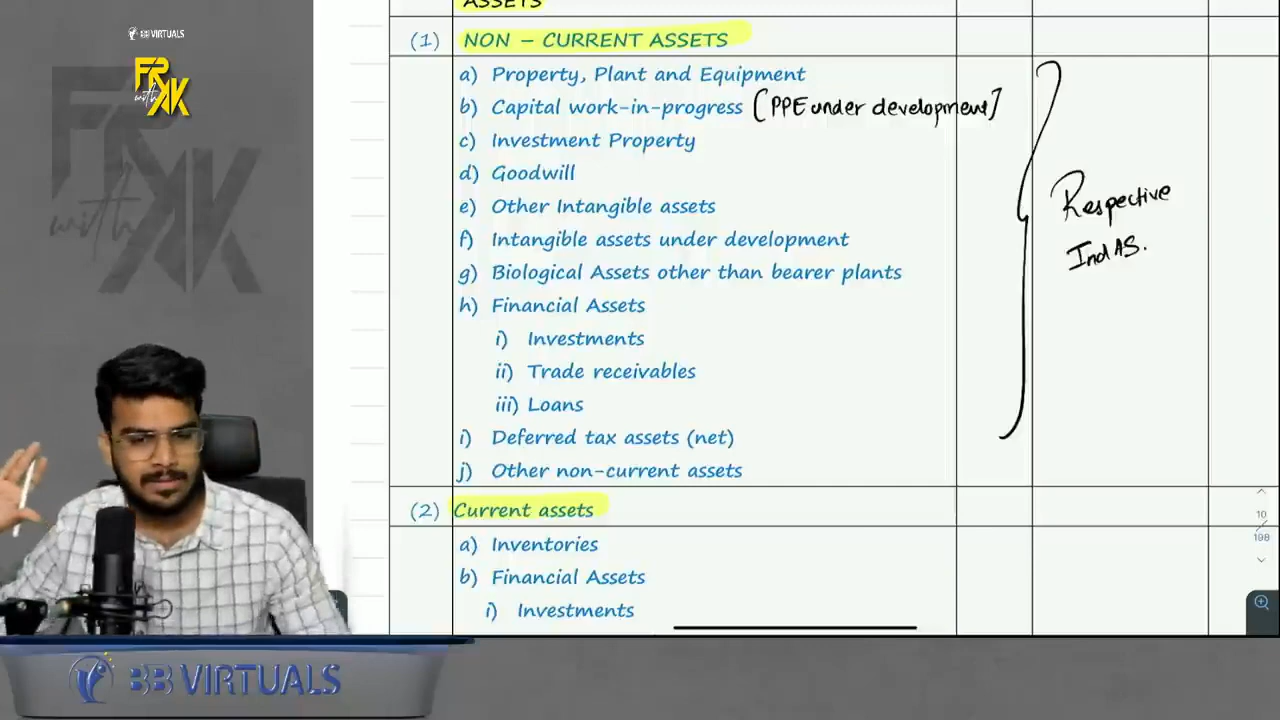 BB VIRTUALS
FR
with
AK
ASSETS
(1) NON – CURRENT ASSETS
a) Property, Plant and Equipment
b) Capital work-in-progress [PPE under development]
c) Investment Property
d) Goodwill
e) Other Intangible assets
f) Intangible assets under development
g) Biological Assets other than bearer plants
h) Financial Assets
i) Investments
ii) Trade receivables
iii) Loans
i) Deferred tax assets (net)
j) Other non-current assets
Respective
Ind AS.
(2) Current assets
a) Inventories
b) Financial Assets
i) Investments
10
198
BB VIRTUALS